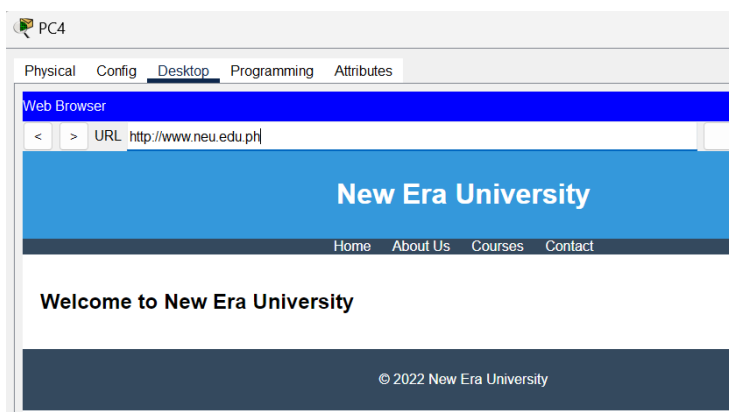 PC4
Physical Config Desktop Programming Attributes
Web Browser
< > URL http://www.neu.edu.ph
New Era University
Home About Us Courses Contact
Welcome to New Era University
© 2022 New Era University